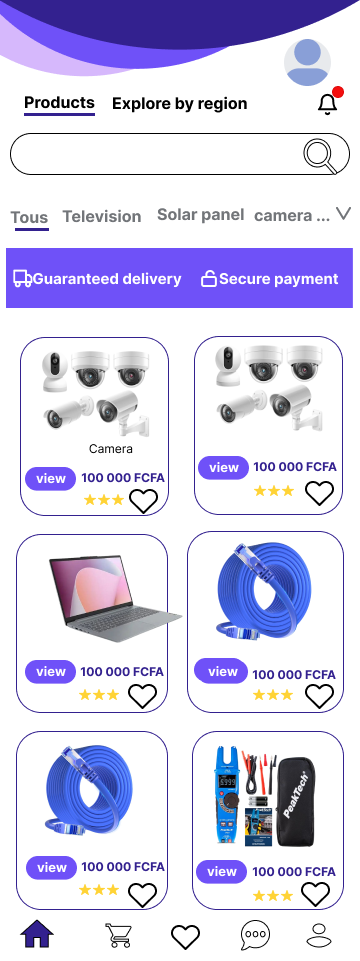 Products Explore by region
Tous Television Solar panel camera ...
Guaranteed delivery Secure payment
Camera
view 100 000 FCFA
view 100 000 FCFA
view 100 000 FCFA
view 100 000 FCFA
PeakTech®
view 100 000 FCFA
view 100 000 FCFA